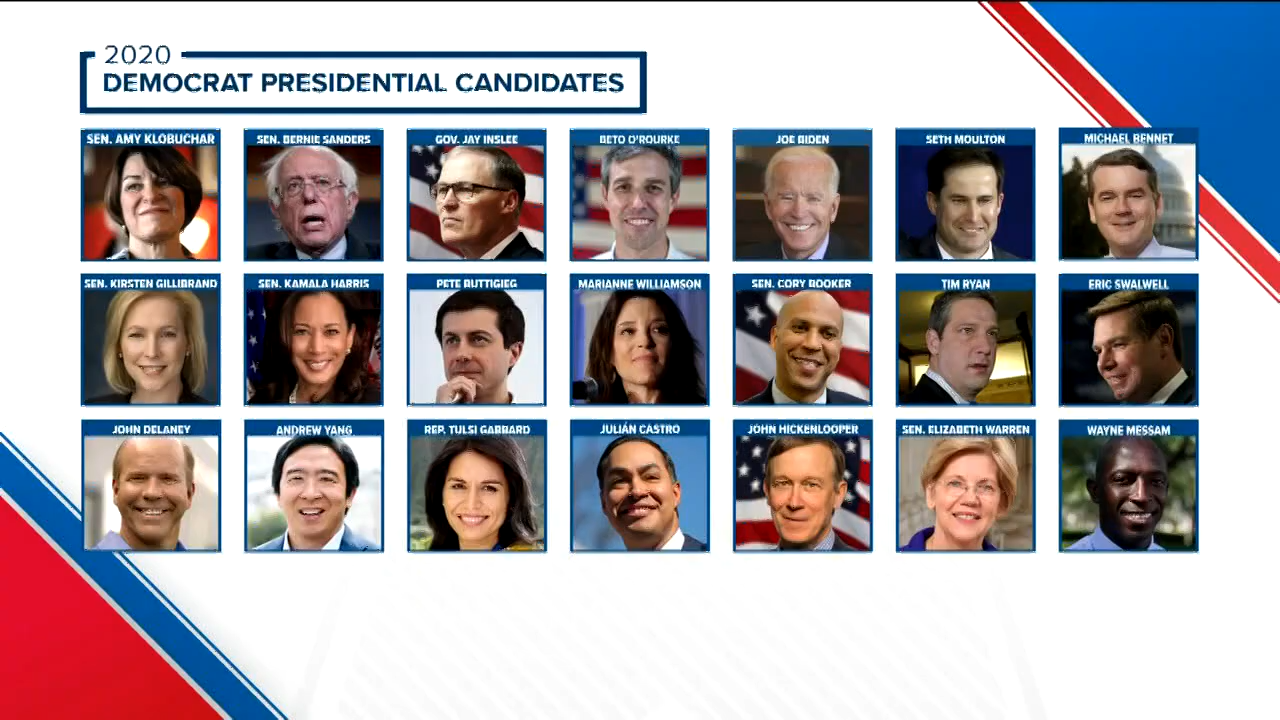 2020
DEMOCRAT PRESIDENTIAL CANDIDATES
SEN. AMY KLOBUCHAR
SEN. BERNIE SANDERS
GOV. JAY INSLEE
BETO O'ROURKE
JOE BIDEN
SETH MOULTON
MICHAEL BENNET
SEN. KIRSTEN GILLIBRAND
SEN. KAMALA HARRIS
PETE BUTTIGIEG
MARIANNE WILLIAMSON
SEN. CORY BOOKER
TIM RYAN
ERIC SWALWELL
JOHN DELANEY
ANDREW YANG
REP. TULSI GABBARD
JULIÁN CASTRO
JOHN HICKENLOOPER
SEN. ELIZABETH WARREN
WAYNE MESSAM